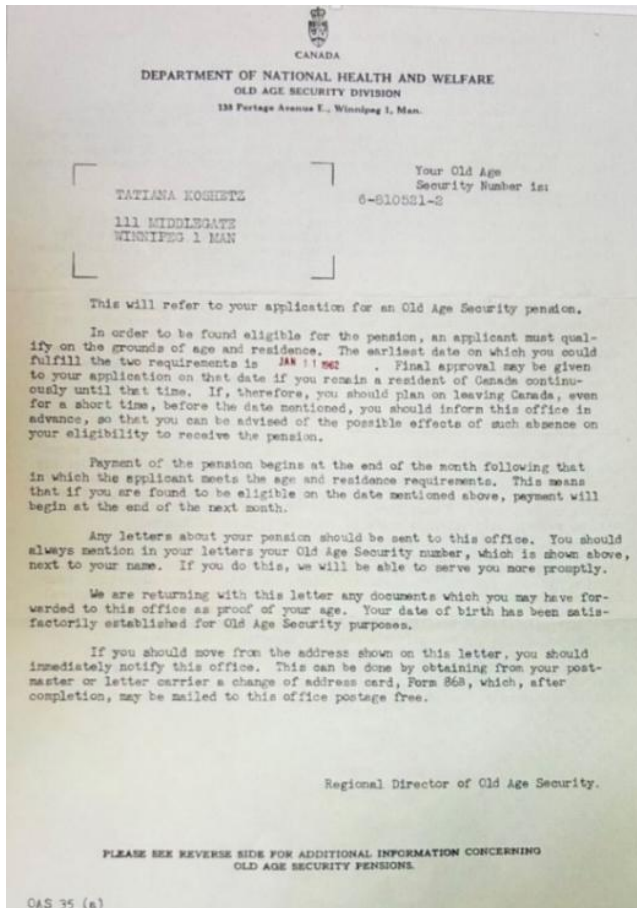 CANADA
DEPARTMENT OF NATIONAL HEALTH AND WELFARE
OLD AGE SECURITY DIVISION
138 Portage Avenue E., Winnipeg 1, Man.
Your Old Age
Security Number is:
6-810521-2
TATIANA KOSHETZ
111 MIDDLEGATE
WINNIPEG 1 MAN
This will refer to your application for an Old Age Security pension.
In order to be found eligible for the pension, an applicant must qual-
ify on the grounds of age and residence. The earliest date on which you could
fulfill the two requirements is JAN 11 1962 . Final approval may be given
to your application on that date if you remain a resident of Canada continu-
ously until that time. If, therefore, you should plan on leaving Canada, even
for a short time, before the date mentioned, you should inform this office in
advance, so that you can be advised of the possible effects of such absence on
your eligibility to receive the pension.
Payment of the pension begins at the end of the month following that
in which the applicant meets the age and residence requirements. This means
that if you are found to be eligible on the date mentioned above, payment will
begin at the end of the next month.
Any letters about your pension should be sent to this office. You should
always mention in your letters your Old Age Security number, which is shown above,
next to your name. If you do this, we will be able to serve you more promptly.
We are returning with this letter any documents which you may have for-
warded to this office as proof of your age. Your date of birth has been satis-
factorily established for Old Age Security purposes.
If you should move from the address shown on this letter, you should
immediately notify this office. This can be done by obtaining from your post-
master or letter carrier a change of address card, Form 868, which, after
completion, may be mailed to this office postage free.
Regional Director of Old Age Security.
PLEASE SEE REVERSE SIDE FOR ADDITIONAL INFORMATION CONCERNING
OLD AGE SECURITY PENSIONS.
OAS 35 (a)